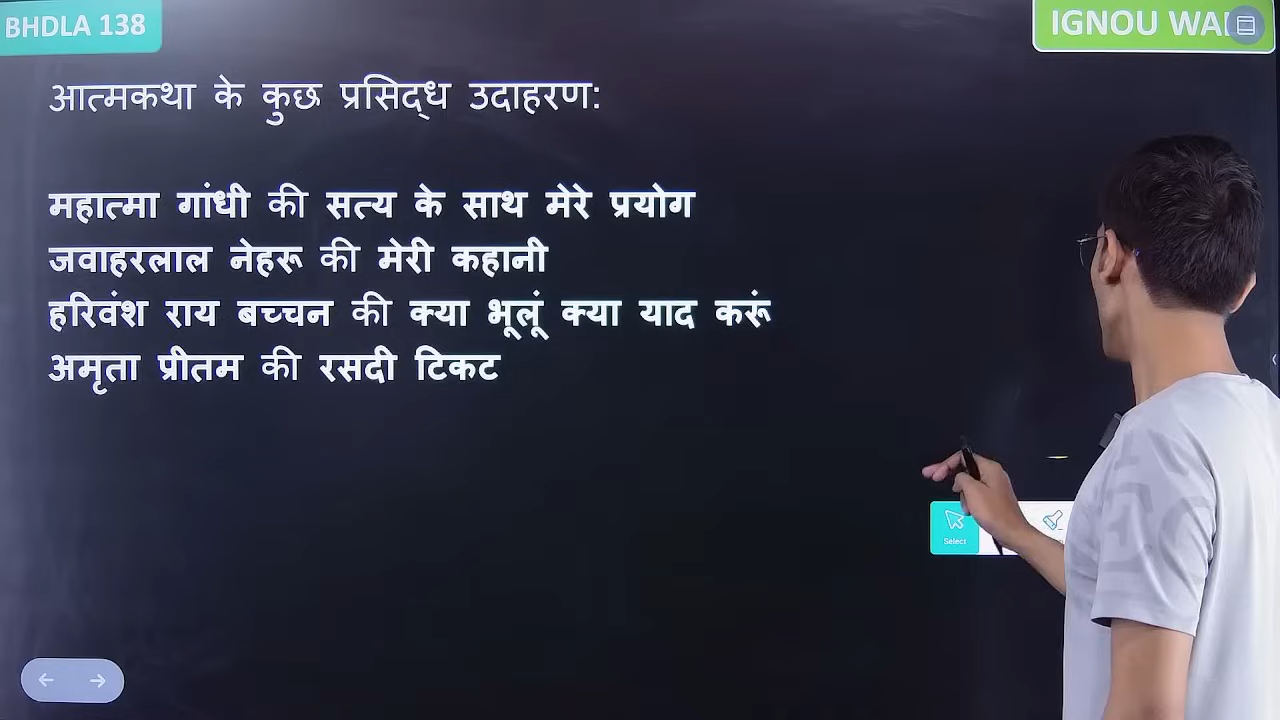 BHDLA 138
IGNOU WA
आत्मकथा के कुछ प्रसिद्ध उदाहरण:
महात्मा गांधी की सत्य के साथ मेरे प्रयोग
जवाहरलाल नेहरू की मेरी कहानी
हरिवंश राय बच्चन की क्या भूलूं क्या याद करूं
अमृता प्रीतम की रसदी टिकट
Select